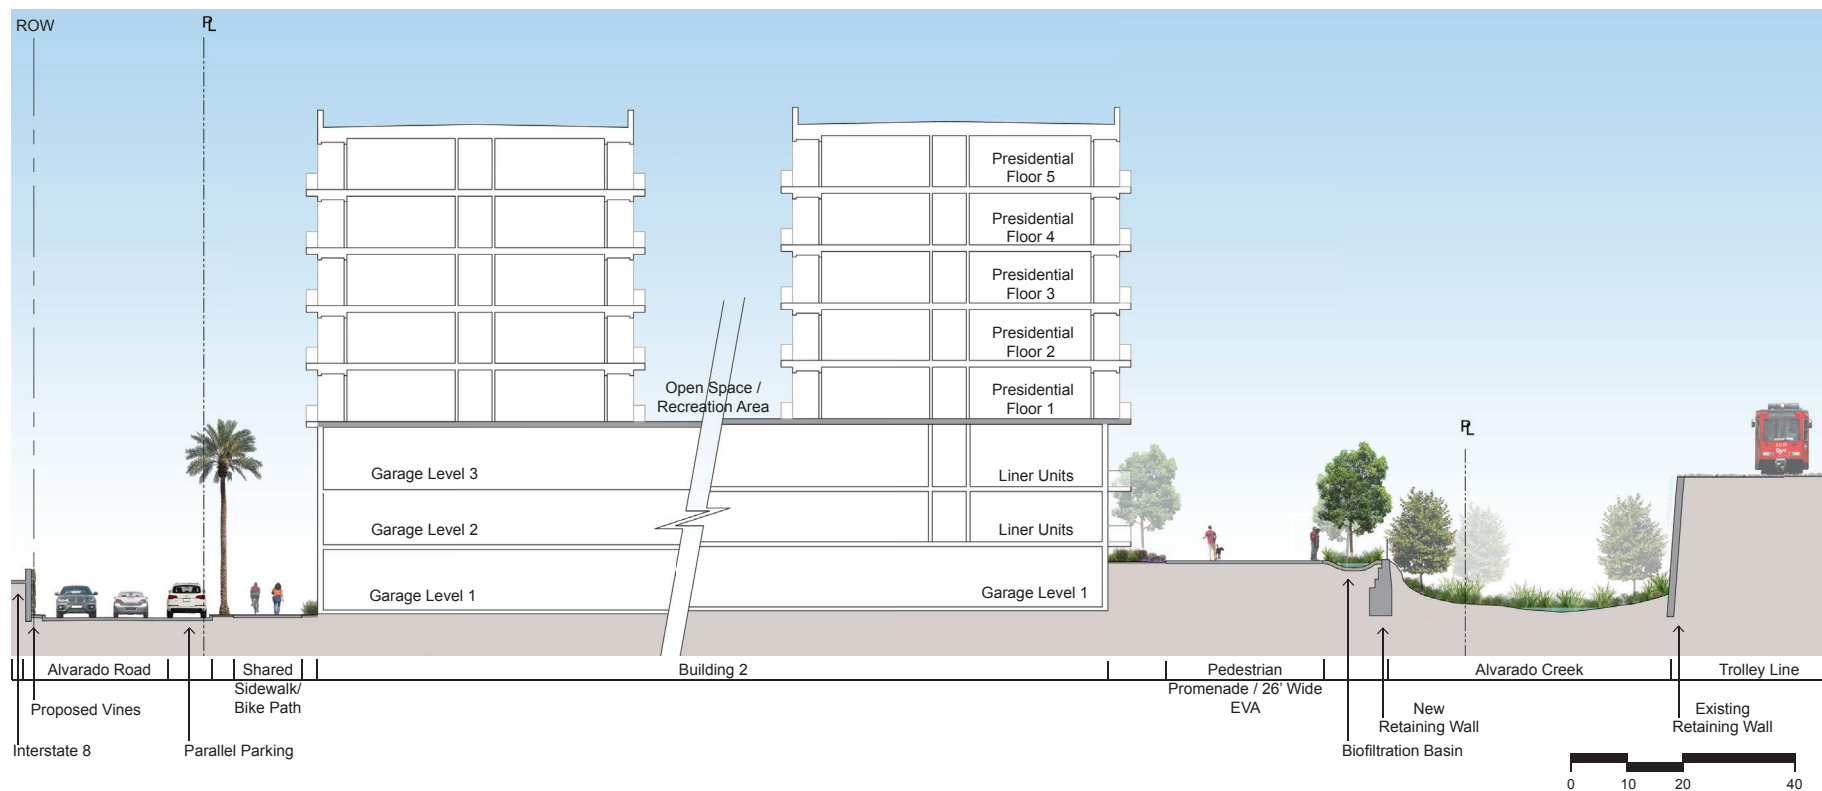 ROW
PL
Presidential
Floor 5
Presidential
Floor 4
Presidential
Floor 3
Presidential
Floor 2
Presidential
Floor 1
Open Space /
Recreation Area
PL
Garage Level 3
Liner Units
Garage Level 2
Liner Units
Garage Level 1
Garage Level 1
Alvarado Road
Shared
Sidewalk/
Bike Path
Building 2
Pedestrian
Promenade / 26' Wide
EVA
Alvarado Creek
Trolley Line
Proposed Vines
New
Retaining Wall
Existing
Retaining Wall
Interstate 8
Parallel Parking
Biofiltration Basin
0 10 20 40